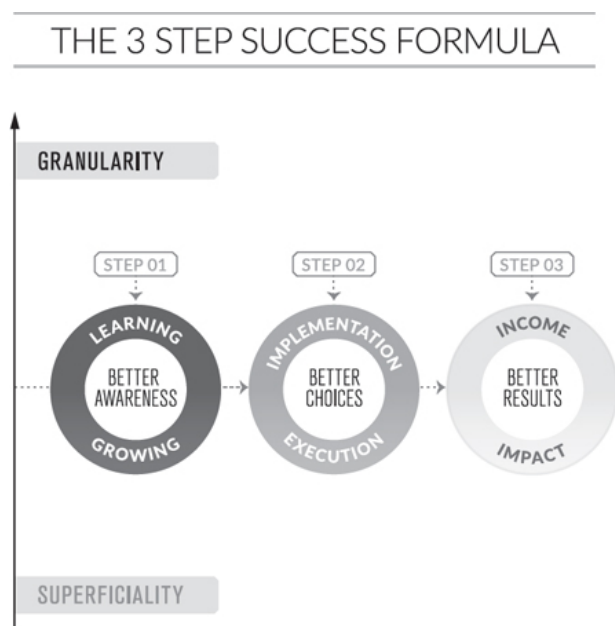 THE 3 STEP SUCCESS FORMULA
GRANULARITY
STEP 01
LEARNING
BETTER
AWARENESS
GROWING
STEP 02
IMPLEMENTATION
BETTER
CHOICES
EXECUTION
STEP 03
INCOME
BETTER
RESULTS
IMPACT
SUPERFICIALITY